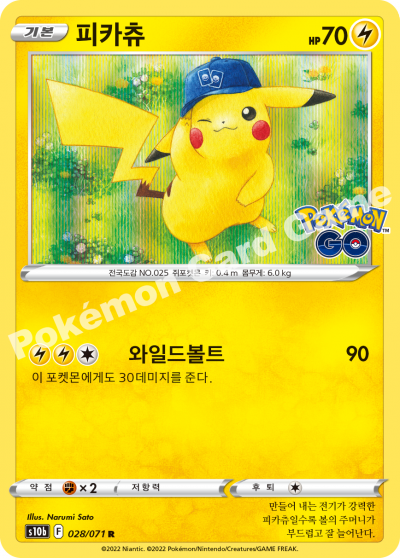 기본 피카츄 HP 70
Pokémon GO
전국도감 NO.025 쥐포켓몬 키: 0.4 m 몸무게: 6.0 kg
Pokémon Card Game
와일드볼트 90
이 포켓몬에게도 30데미지를 준다.
약점 ×2 저항력 후퇴
Illus. Narumi Sato
s10b F 028/071 R
만들어 내는 전기가 강력한
피카츄일수록 볼의 주머니가
부드럽고 잘 늘어난다.
©2022 Niantic. ©2022 Pokémon/Nintendo/Creatures/GAME FREAK.